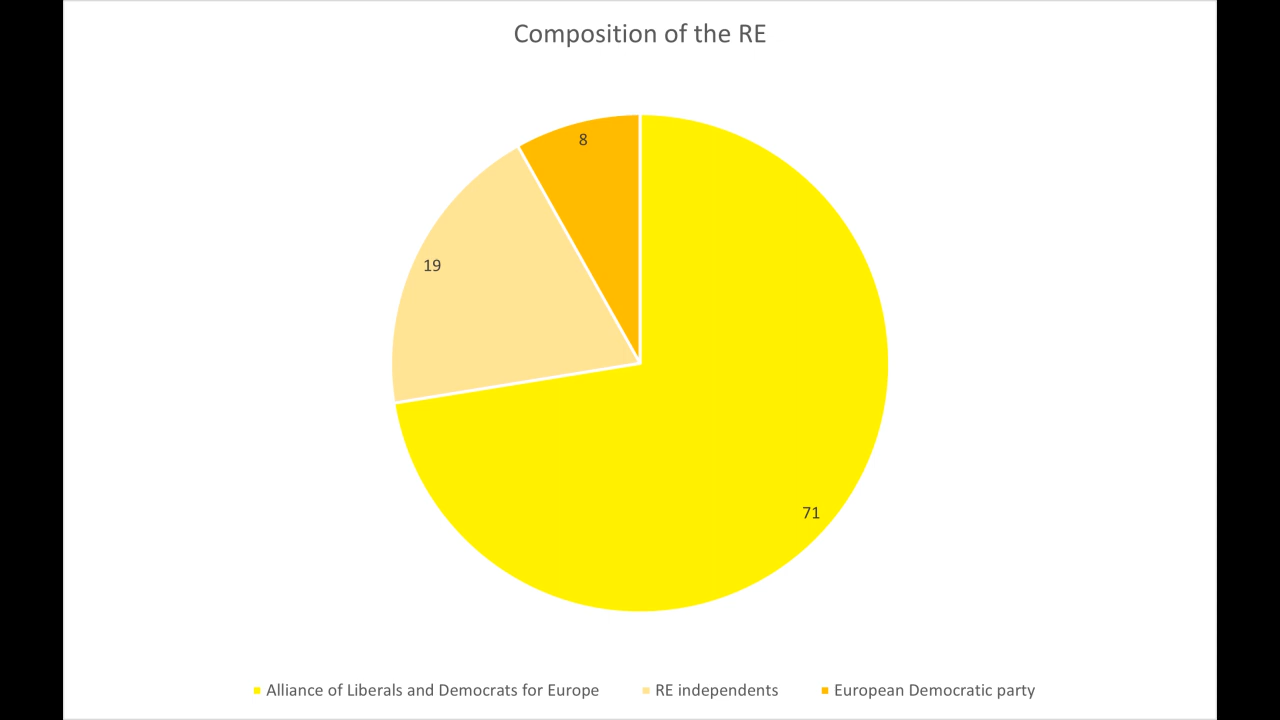 Composition of the RE
8
19
71
Alliance of Liberals and Democrats for Europe
RE independents
European Democratic party